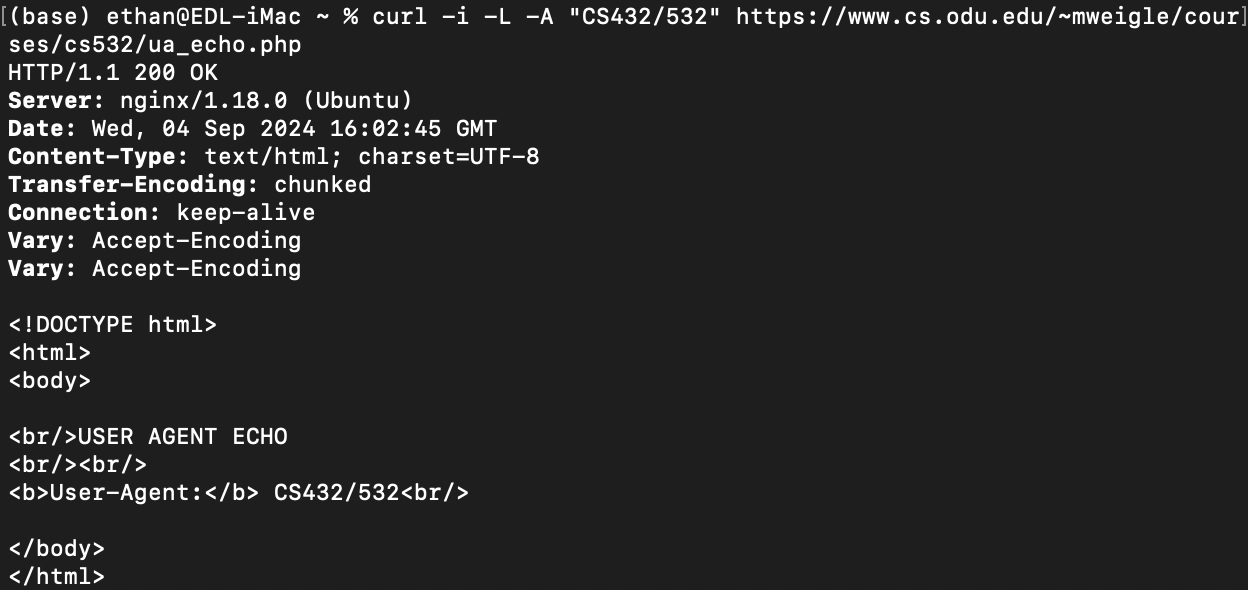 [(base) ethan@EDL-iMac ~ % curl -i -L -A "CS432/532" https://www.cs.odu.edu/~mweigle/cour]
ses/cs532/ua_echo.php
HTTP/1.1 200 OK
Server: nginx/1.18.0 (Ubuntu)
Date: Wed, 04 Sep 2024 16:02:45 GMT
Content-Type: text/html; charset=UTF-8
Transfer-Encoding: chunked
Connection: keep-alive
Vary: Accept-Encoding
Vary: Accept-Encoding
<!DOCTYPE html>
<html>
<body>
<br/>USER AGENT ECHO
<br/><br/>
<b>User-Agent:</b> CS432/532<br/>
</body>
</html>